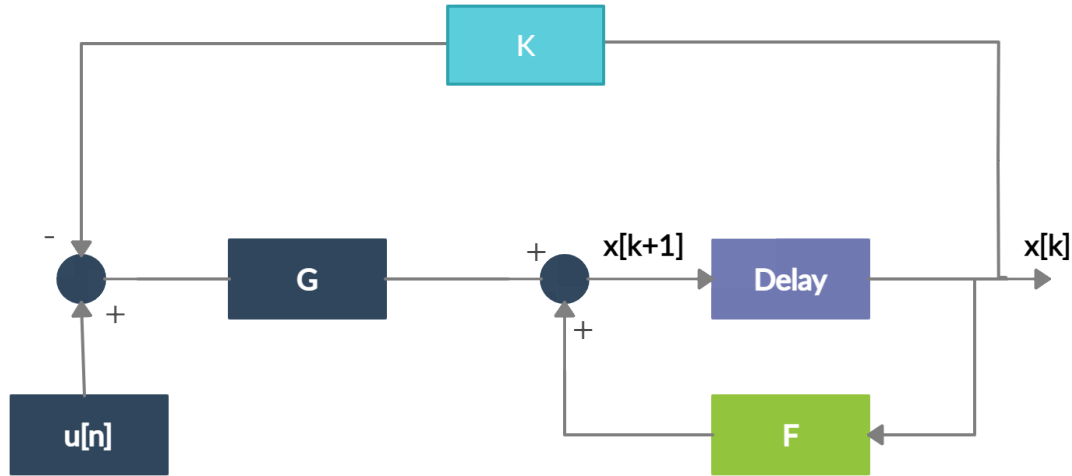 K
-
+
G
+
x[k+1]
Delay
x[k]
+
u[n]
F